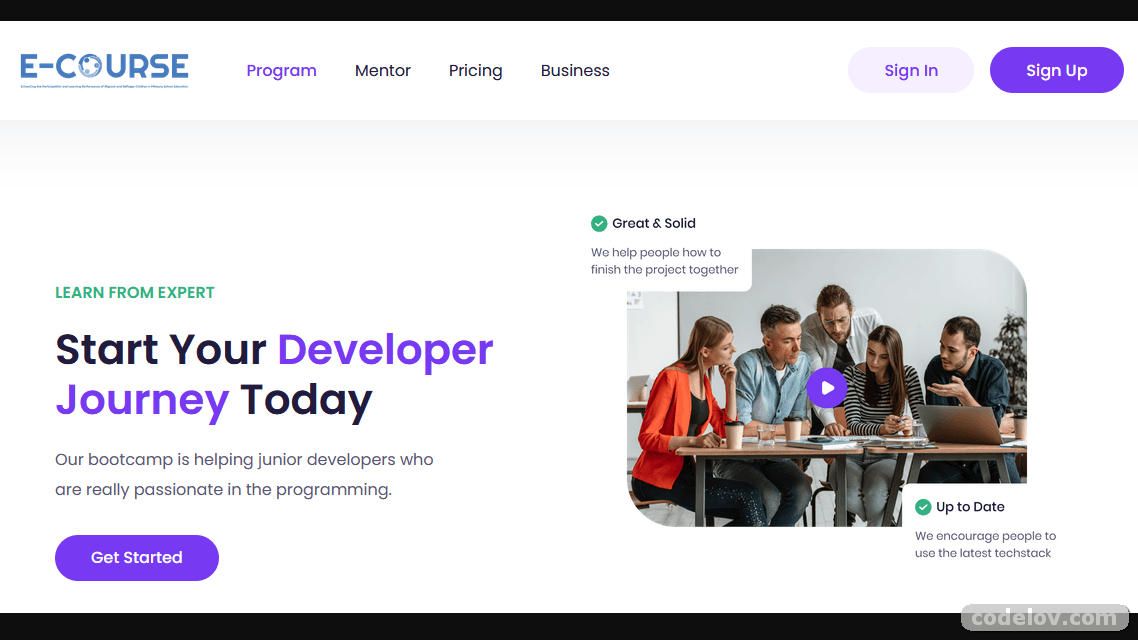 E-COURSE
Program
Mentor
Pricing
Business
Sign In
Sign Up
LEARN FROM EXPERT
Start Your Developer
Journey Today
Our bootcamp is helping junior developers who
are really passionate in the programming.
Get Started
Great & Solid
We help people how to
finish the project together
Up to Date
We encourage people to
use the latest techstack
codelov.com